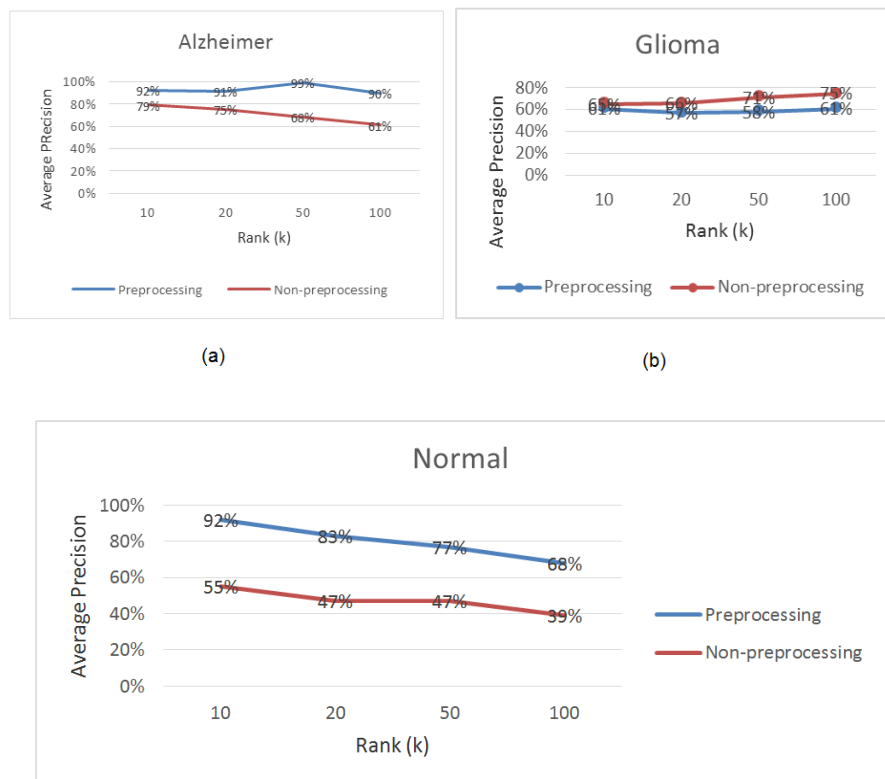 Alzheimer
Average PRecision
100%
80%
60%
40%
20%
0%
92%
91%
99%
90%
79%
75%
68%
61%
10 20 50 100
Rank (k)
Preprocessing Non-preprocessing
(a)
Glioma
Average Precision
80%
60%
40%
20%
0%
65%
66%
71%
75%
61%
57%
58%
61%
10 20 50 100
Rank (k)
Preprocessing Non-preprocessing
(b)
Normal
Average Precision
100%
80%
60%
40%
20%
0%
92%
83%
77%
68%
55%
47%
47%
39%
10 20 50 100
Rank (k)
Preprocessing
Non-preprocessing